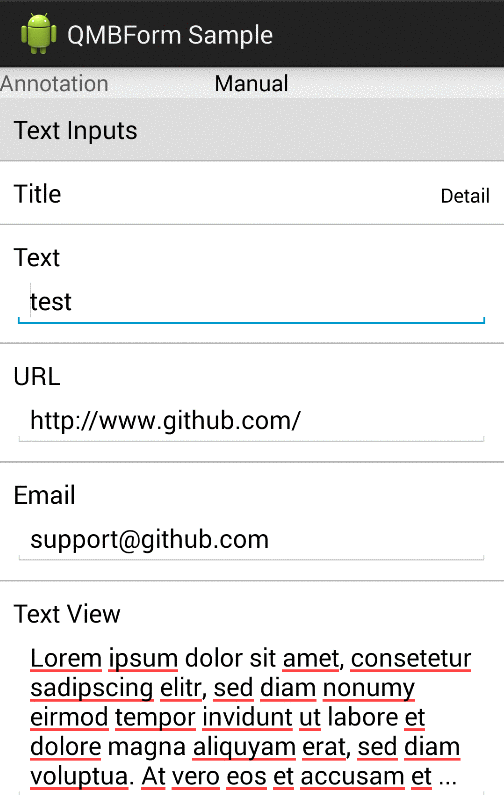 QMBForm Sample
Annotation Manual
Text Inputs
Title Detail
Text
test
URL
http://www.github.com/
Email
support@github.com
Text View
Lorem ipsum dolor sit amet, consetetur
sadipscing elitr, sed diam nonumy
eirmod tempor invidunt ut labore et
dolore magna aliquyam erat, sed diam
voluptua. At vero eos et accusam et ...